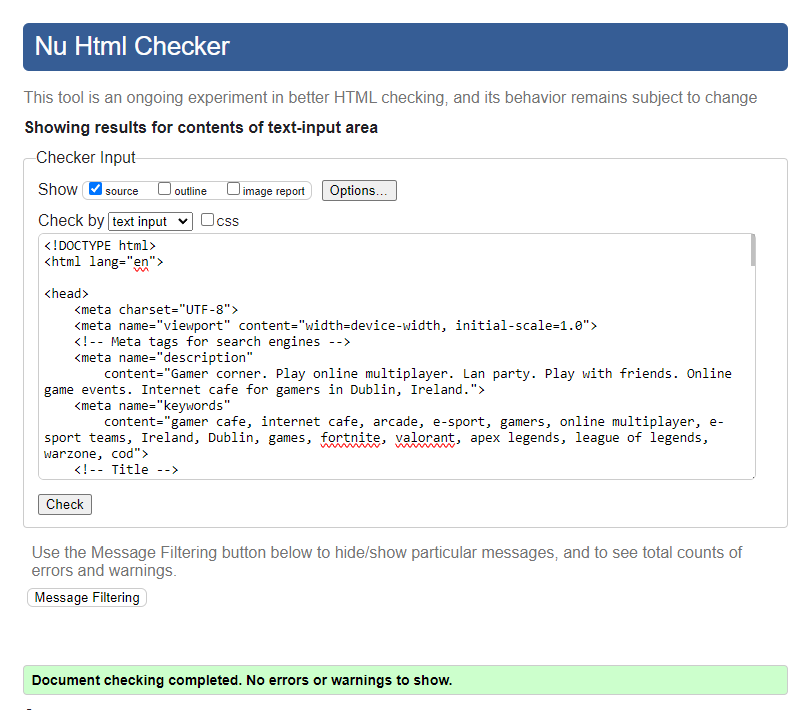 Nu Html Checker
This tool is an ongoing experiment in better HTML checking, and its behavior remains subject to change
Showing results for contents of text-input area
Checker Input
Show source outline image report Options...
Check by text input css
<!DOCTYPE html>
<html lang="en">
<head>
<meta charset="UTF-8">
<meta name="viewport" content="width=device-width, initial-scale=1.0">
<!-- Meta tags for search engines -->
<meta name="description"
content="Gamer corner. Play online multiplayer. Lan party. Play with friends. Online
game events. Internet cafe for gamers in Dublin, Ireland.">
<meta name="keywords"
content="gamer cafe, internet cafe, arcade, e-sport, gamers, online multiplayer, e-
sport teams, Ireland, Dublin, games, fortnite, valorant, apex legends, league of legends,
warzone, cod">
<!-- Title -->
Check
Use the Message Filtering button below to hide/show particular messages, and to see total counts of
errors and warnings.
Message Filtering
Document checking completed. No errors or warnings to show.